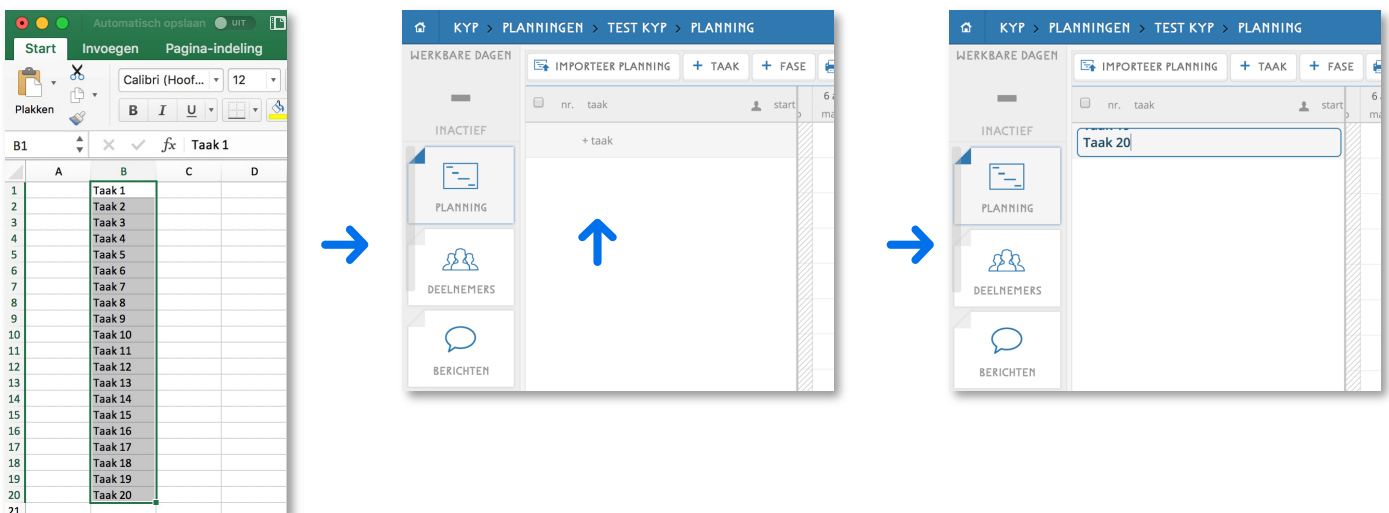 Automatisch opslaan UIT
Start Invoegen Pagina-indeling
Plakken
Calibri (Hoof... 12
B I U
B1 fx Taak 1
A B C D
1 Taak 1
2 Taak 2
3 Taak 3
4 Taak 4
5 Taak 5
6 Taak 6
7 Taak 7
8 Taak 8
9 Taak 9
10 Taak 10
11 Taak 11
12 Taak 12
13 Taak 13
14 Taak 14
15 Taak 15
16 Taak 16
17 Taak 17
18 Taak 18
19 Taak 19
20 Taak 20
21
KYP > PLANNINGEN > TEST KYP > PLANNING
WERKBARE DAGEN
IMPORTEER PLANNING + TAAK + FASE
nr. taak start
6
INACTIEF
+ taak
PLANNING
DEELNEMERS
BERICHTEN
KYP > PLANNINGEN > TEST KYP > PLANNING
WERKBARE DAGEN
IMPORTEER PLANNING + TAAK + FASE
nr. taak start
6
INACTIEF
Taak 20
PLANNING
DEELNEMERS
BERICHTEN